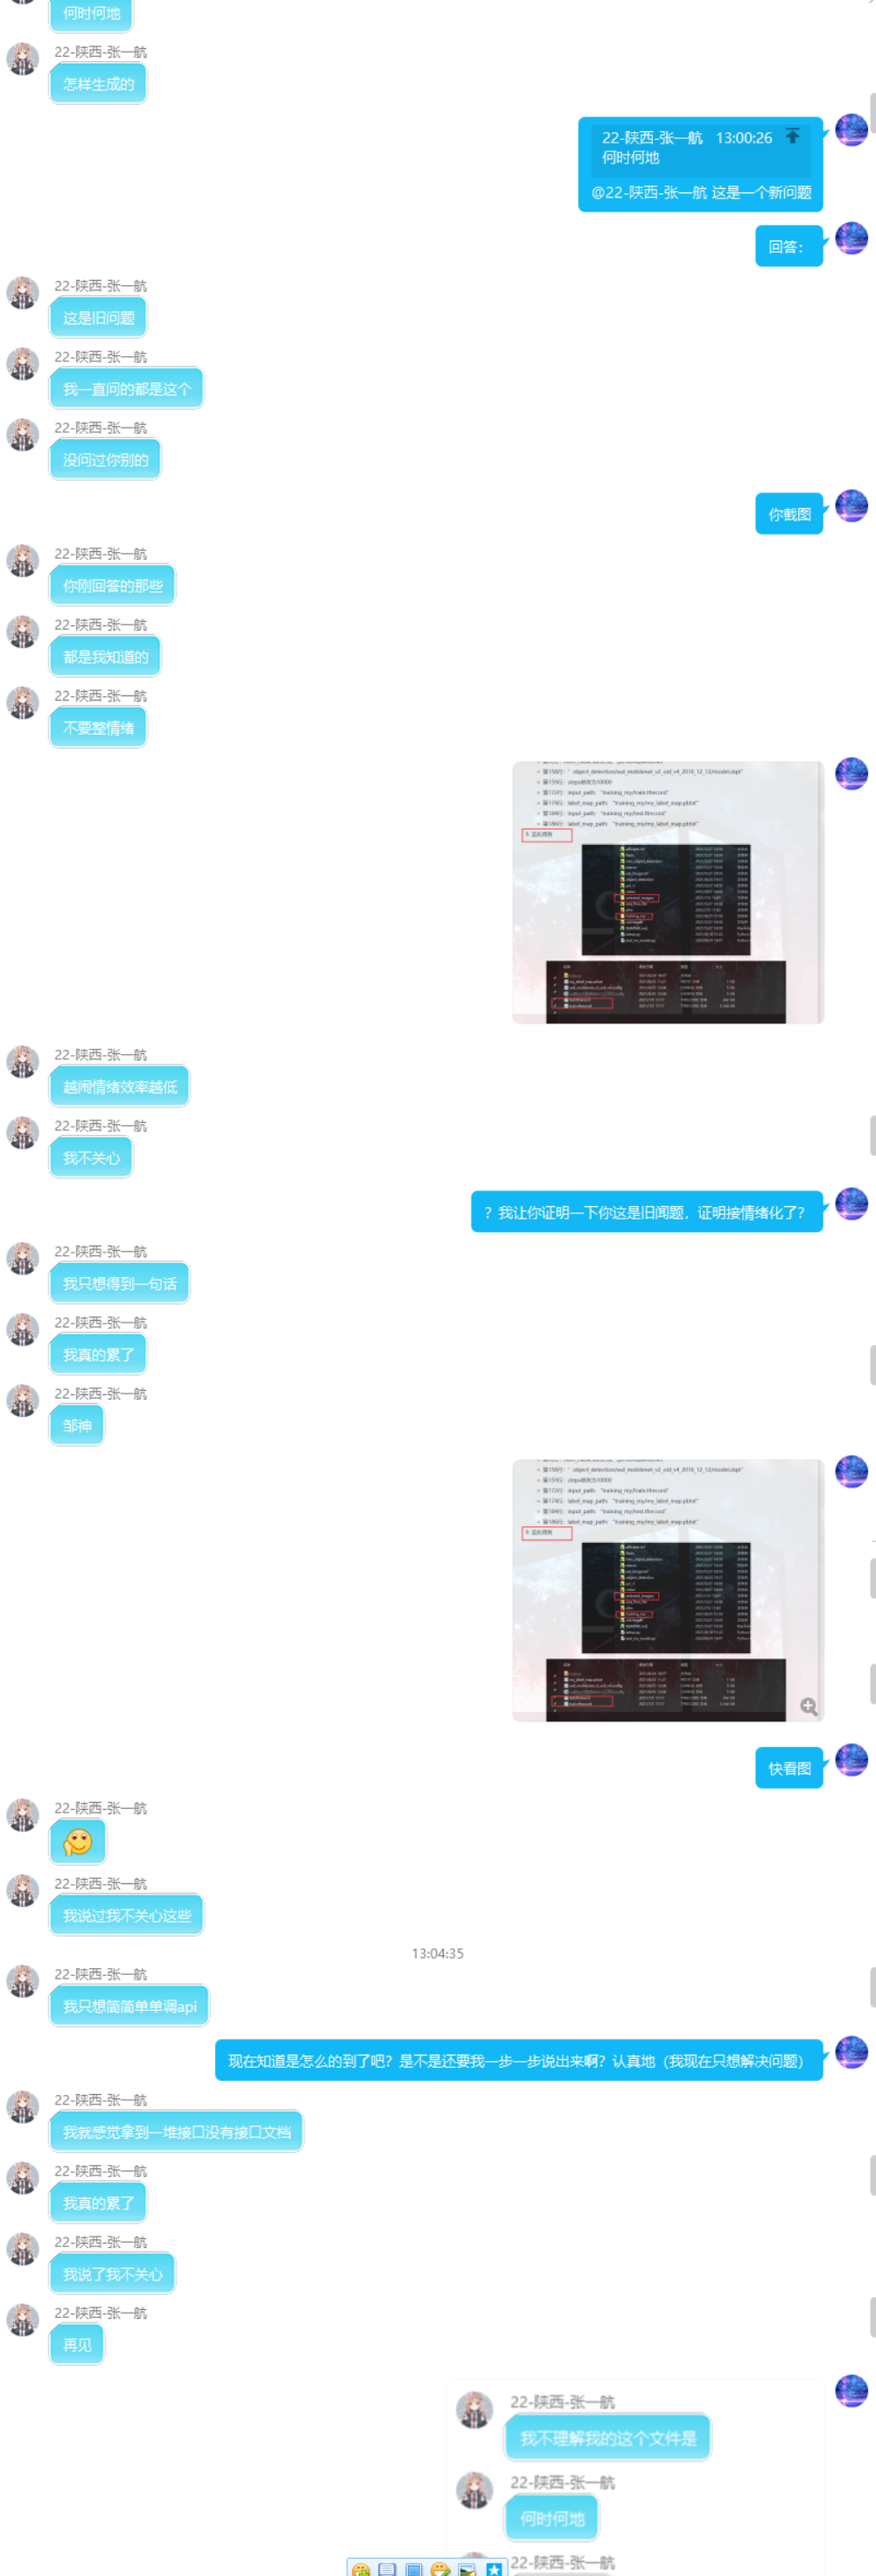 何时何地
22-陕西-张一航
怎样生成的
22-陕西-张一航 13:00:26
何时何地
@22-陕西-张一航 这是一个新问题
回答：
22-陕西-张一航
这是旧问题
22-陕西-张一航
我一直问的都是这个
22-陕西-张一航
没问过你别的
你截图
22-陕西-张一航
你刚回答的那些
22-陕西-张一航
都是我知道的
22-陕西-张一航
不要整情绪
22-陕西-张一航
越闹情绪效率越低
22-陕西-张一航
我不关心
？我让你证明一下你这是旧闻题，证明接情绪化了？
22-陕西-张一航
我只想得到一句话
22-陕西-张一航
我真的累了
22-陕西-张一航
邹神
快看图
22-陕西-张一航
22-陕西-张一航
我说过我不关心这些
13:04:35
22-陕西-张一航
我只想简简单单调api
现在知道是怎么的到了吧？是不是还要我一步一步说出来啊？认真地（我现在只想解决问题）
22-陕西-张一航
我就感觉拿到一堆接口没有接口文档
22-陕西-张一航
我真的累了
22-陕西-张一航
我说了我不关心
22-陕西-张一航
再见
22-陕西-张一航
我不理解我的这个文件是
22-陕西-张一航
何时何地
22-陕西-张一航